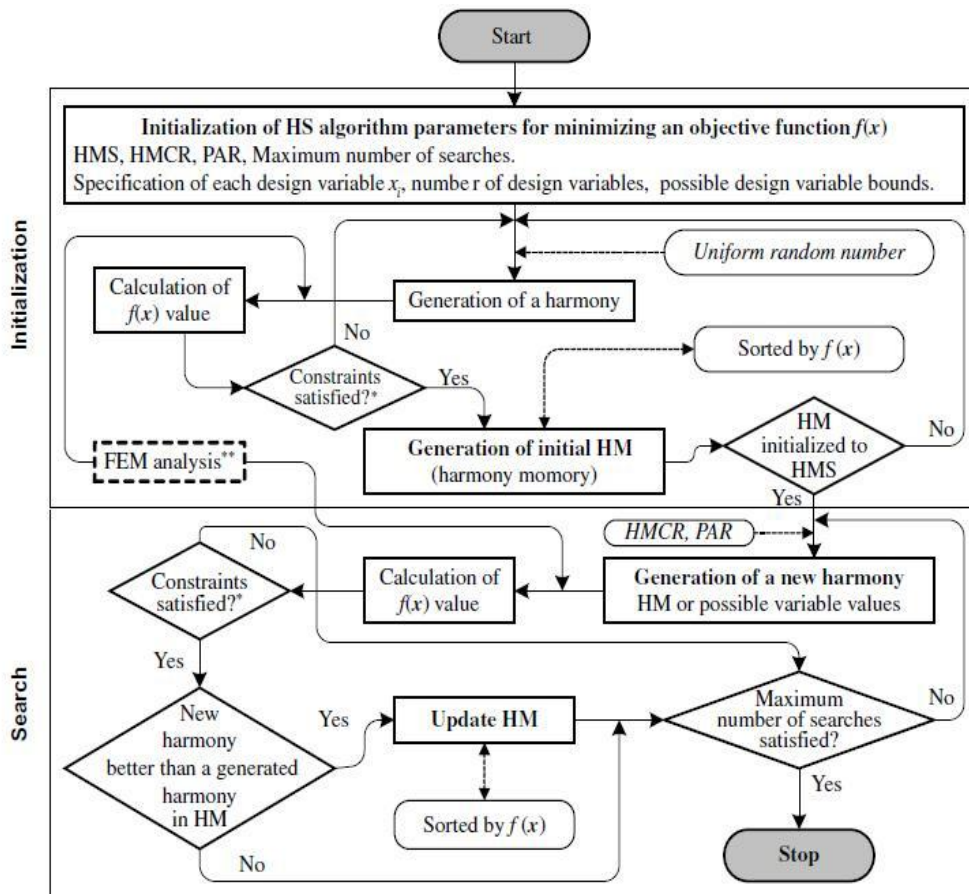 Start
Initialization
Initialization of HS algorithm parameters for minimizing an objective function f(x)
HMS, HMCR, PAR, Maximum number of searches.
Specification of each design variable xi, number of design variables, possible design variable bounds.
Uniform random number
Calculation of
f(x) value
Generation of a harmony
No
Sorted by f(x)
Constraints
satisfied?*
Yes
HM
initialized to
HMS
No
Generation of initial HM
(harmony momory)
FEM analysis**
Yes
Search
No
HMCR, PAR
Constraints
satisfied?*
Calculation of
f(x) value
Generation of a new harmony
HM or possible variable values
Yes
New
harmony
better than a generated
harmony
in HM
Yes
Update HM
Maximum
number of searches
satisfied?
No
Yes
Sorted by f(x)
No
Stop